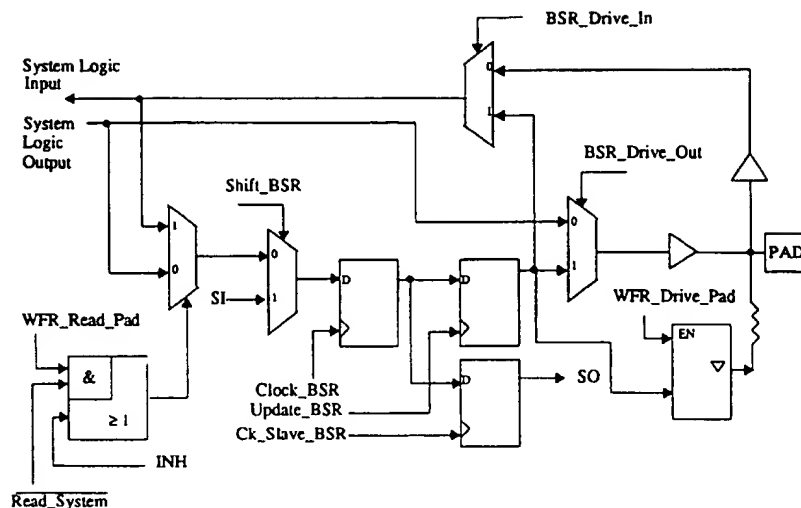 BSR_Drive_In
System Logic
Input
0
1
System
Logic
Output
BSR_Drive_Out
Shift_BSR
1
0
0
0
1
PAD
D
D
1
SI
WFR_Drive_Pad
WFR_Read_Pad
EN
&
≥ 1
D
SO
Clock_BSR
Update_BSR
Ck_Slave_BSR
INH
Read_System